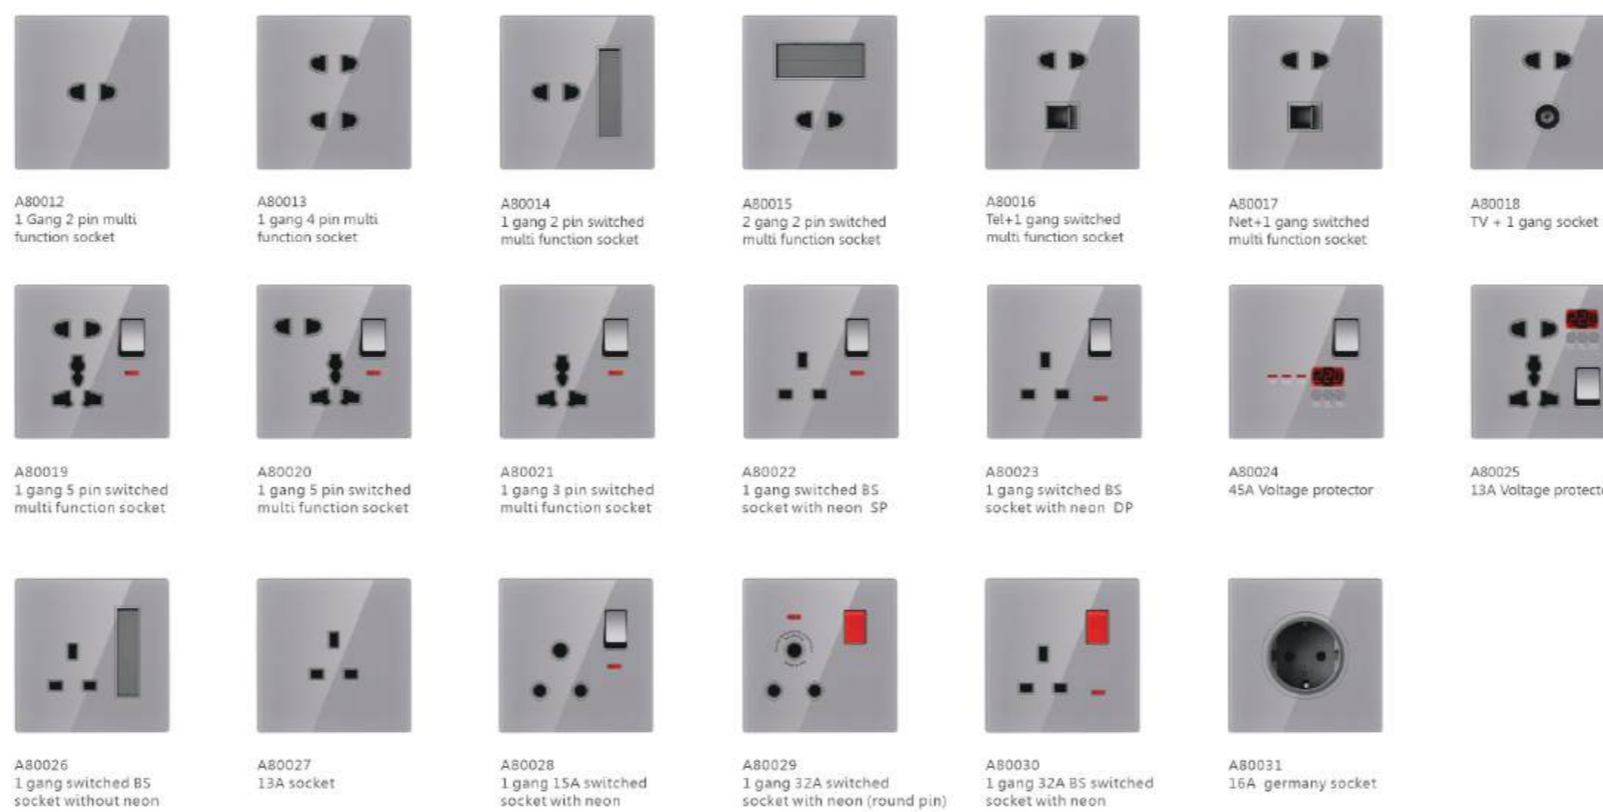 A80012
1 Gang 2 pin multi
function socket
A80013
1 gang 4 pin multi
function socket
A80014
1 gang 2 pin switched
multi function socket
A80015
2 gang 2 pin switched
multi function socket
A80016
Tel+1 gang switched
multi function socket
A80017
Net+1 gang switched
multi function socket
A80018
TV + 1 gang socket
A80019
1 gang 5 pin switched
multi function socket
A80020
1 gang 5 pin switched
multi function socket
A80021
1 gang 3 pin switched
multi function socket
A80022
1 gang switched BS
socket with neon SP
A80023
1 gang switched BS
socket with neon DP
220
A80024
45A Voltage protector
220
A80025
13A Voltage protect
A80026
1 gang switched BS
socket without neon
A80027
13A socket
A80028
1 gang 15A switched
socket with neon
A80029
1 gang 32A switched
socket with neon (round pin)
A80030
1 gang 32A BS switched
socket with neon
A80031
16A germany socket